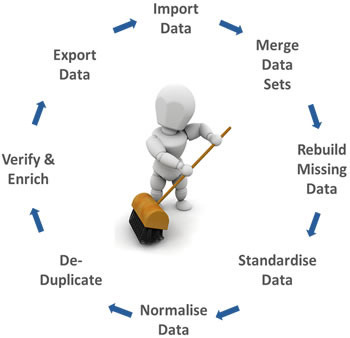 Import
Data
Merge
Data
Sets
Rebuild
Missing
Data
Standardise
Data
Normalise
Data
De-
Duplicate
Verify &
Enrich
Export
Data